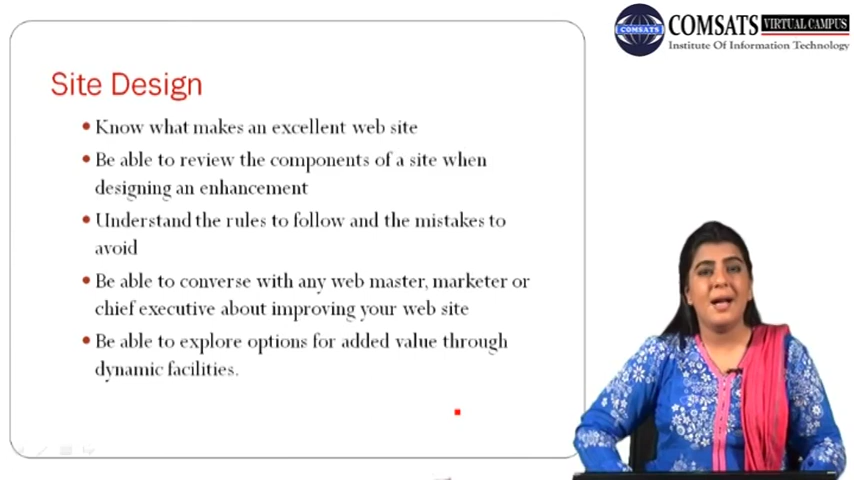 COMSATS VIRTUAL CAMPUS
COMSATS
Institute Of Information Technology
Site Design
Know what makes an excellent web site
Be able to review the components of a site when
designing an enhancement
Understand the rules to follow and the mistakes to
avoid
Be able to converse with any web master, marketer or
chief executive about improving your web site
Be able to explore options for added value through
dynamic facilities.